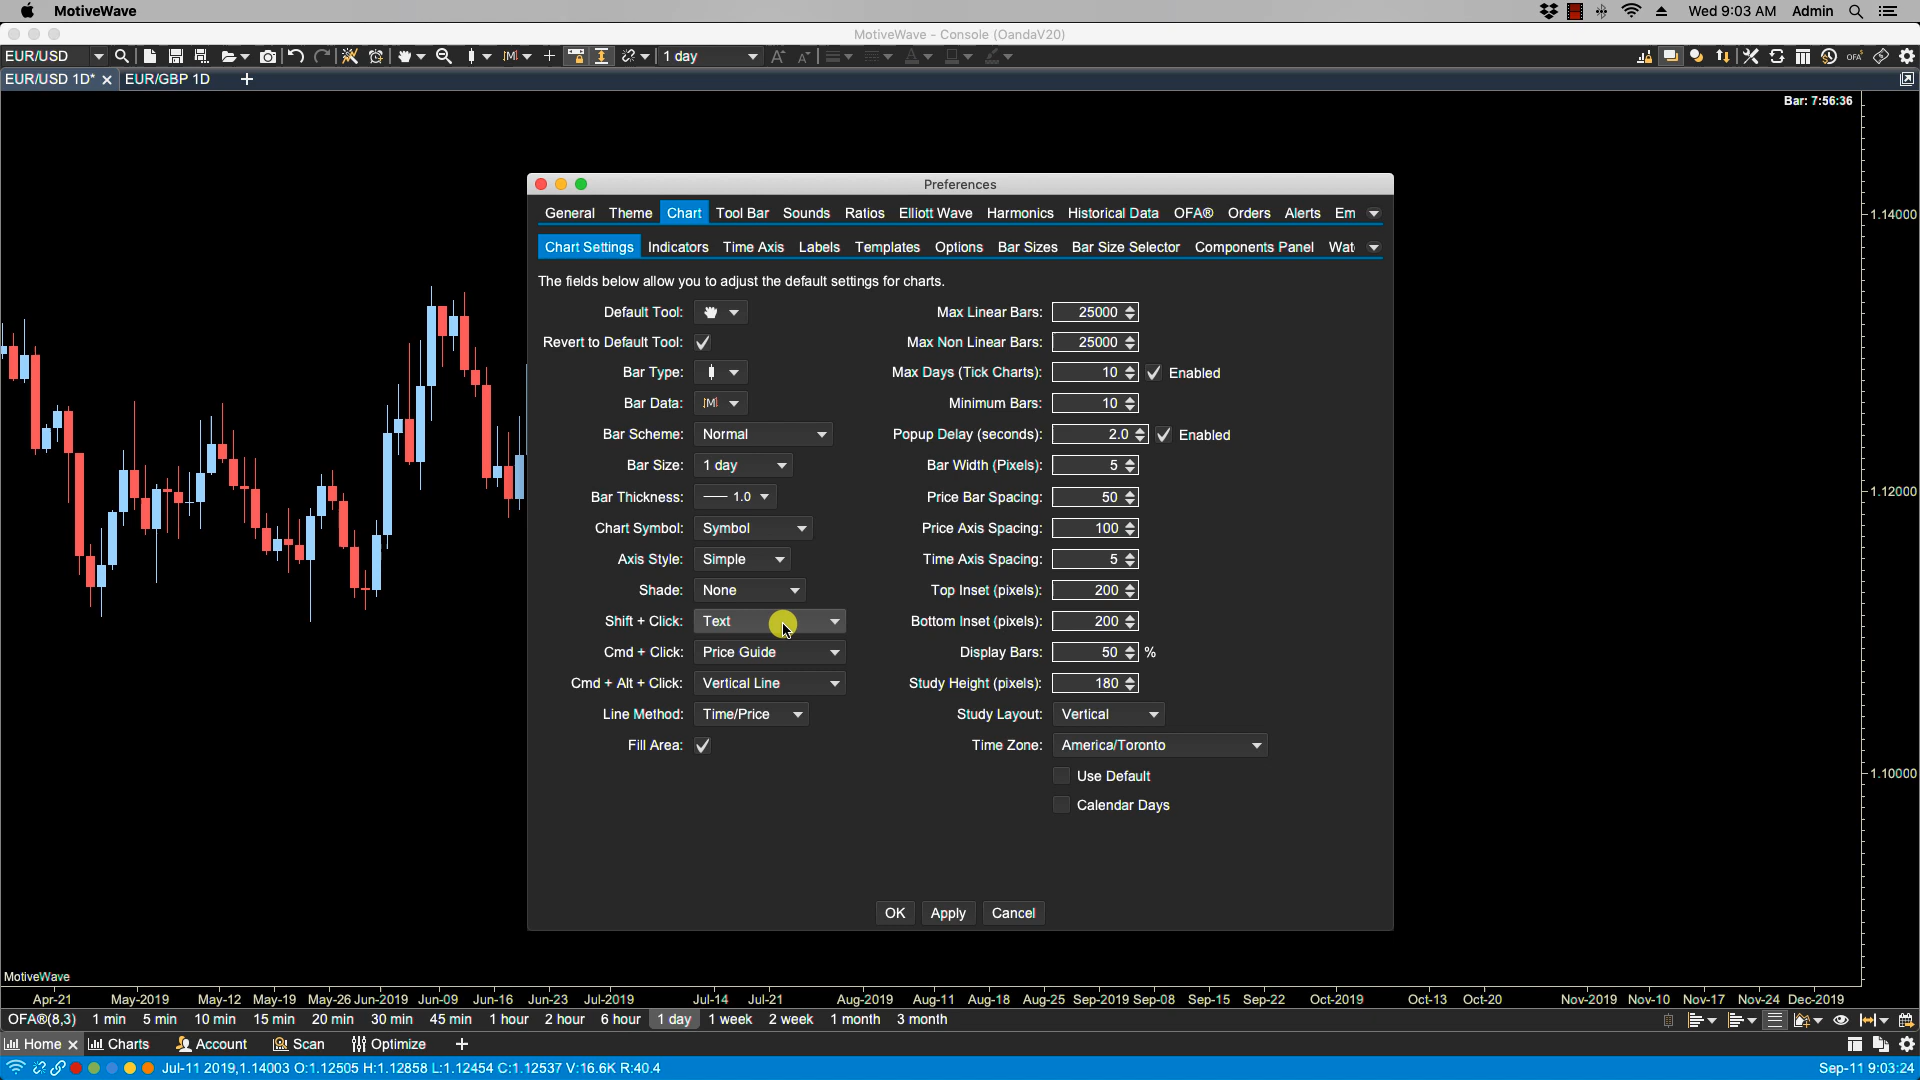 MotiveWave Wed 9:03 AM Admin
MotiveWave - Console (OandaV20)
EUR/USD 1 day
EUR/USD 1D* EUR/GBP 1D
Bar: 7:56:36
Preferences
General Theme Chart Tool Bar Sounds Ratios Elliott Wave Harmonics Historical Data OFA® Orders Alerts Em
Chart Settings Indicators Time Axis Labels Templates Options Bar Sizes Bar Size Selector Components Panel Wat
The fields below allow you to adjust the default settings for charts.
Default Tool: Max Linear Bars: 25000
Revert to Default Tool: Max Non Linear Bars: 25000
Bar Type: Max Days (Tick Charts): 10 Enabled
Bar Data: Minimum Bars: 10
Bar Scheme: Normal Popup Delay (seconds): 2.0 Enabled
Bar Size: 1 day Bar Width (Pixels): 5
Bar Thickness: 1.0 Price Bar Spacing: 50
Chart Symbol: Symbol Price Axis Spacing: 100
Axis Style: Simple Time Axis Spacing: 5
Shade: None Top Inset (pixels): 200
Shift + Click: Text Bottom Inset (pixels): 200
Cmd + Click: Price Guide Display Bars: 50 %
Cmd + Alt + Click: Vertical Line Study Height (pixels): 180
Line Method: Time/Price Study Layout: Vertical
Fill Area: Time Zone: America/Toronto
Use Default
Calendar Days
OK Apply Cancel
1.14000
1.12000
1.10000
MotiveWave
Apr-21 May-2019 May-12 May-19 May-26 Jun-2019 Jun-09 Jun-16 Jun-23 Jul-2019 Jul-14 Jul-21 Aug-2019 Aug-11 Aug-18 Aug-25 Sep-2019 Sep-08 Sep-15 Sep-22 Oct-2019 Oct-13 Oct-20 Nov-2019 Nov-10 Nov-17 Nov-24 Dec-2019
OFA®(8,3) 1 min 5 min 10 min 15 min 20 min 30 min 45 min 1 hour 2 hour 6 hour 1 day 1 week 2 week 1 month 3 month
Home Charts Account Scan Optimize
Jul-11 2019,1.14003 O:1.12505 H:1.12858 L:1.12454 C:1.12537 V:16.6K R:40.4 Sep-11 9:03:24